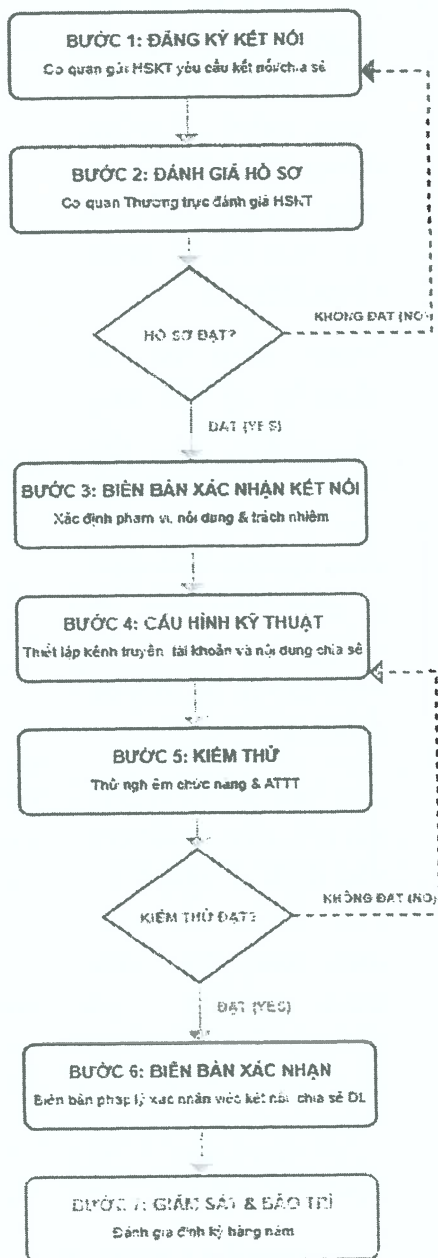 BƯỚC 1: ĐĂNG KÝ KẾT NỐI
Cơ quan gửi HSKT yêu cầu kết nối/chia sẻ
BƯỚC 2: ĐÁNH GIÁ HỒ SƠ
Cơ quan Thường trực đánh giá HSKT
HỒ SƠ ĐẠT?
KHÔNG ĐẠT (NO)
ĐẠT (YES)
BƯỚC 3: BIÊN BẢN XÁC NHẬN KẾT NỐI
Xác định phạm vi, nội dung & trách nhiệm
BƯỚC 4: CẤU HÌNH KỸ THUẬT
Thiết lập kênh truyền, tài khoản và nội dung chia sẻ
BƯỚC 5: KIỂM THỬ
Thử nghiệm chức năng & ATTT
KIỂM THỬ ĐẠT?
KHÔNG ĐẠT (NO)
ĐẠT (YES)
BƯỚC 6: BIÊN BẢN XÁC NHẬN
Biên bản pháp lý xác nhận việc kết nối, chia sẻ DL
BƯỚC 7: GIÁM SÁT & BẢO TRÌ
Đánh giá định kỳ hàng năm